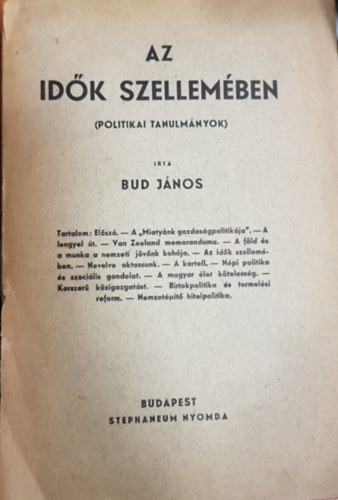 AZ
IDŐK SZELLEMÉBEN
(POLITIKAI TANULMÁNYOK)
IRTA
BUD JÁNOS
Tartalom: Előszó. — A „Miatyánk gazdaságpolitikája”. — A
lengyel út. — Van Zeeland memoranduma. — A föld és
a munka a nemzeti jövőnk kohója. — Az idők szellemé-
ben. — Nevelve oktassunk. — A kartell. — Népi politika
és szociális gondolat. — A magyar élet kötelesség. —
Korszerű közigazgatást. — Birtokpolitika és termelési
reform. — Nemzetépítő hitelpolitika.
BUDAPEST
STEPHANEUM NYOMDA